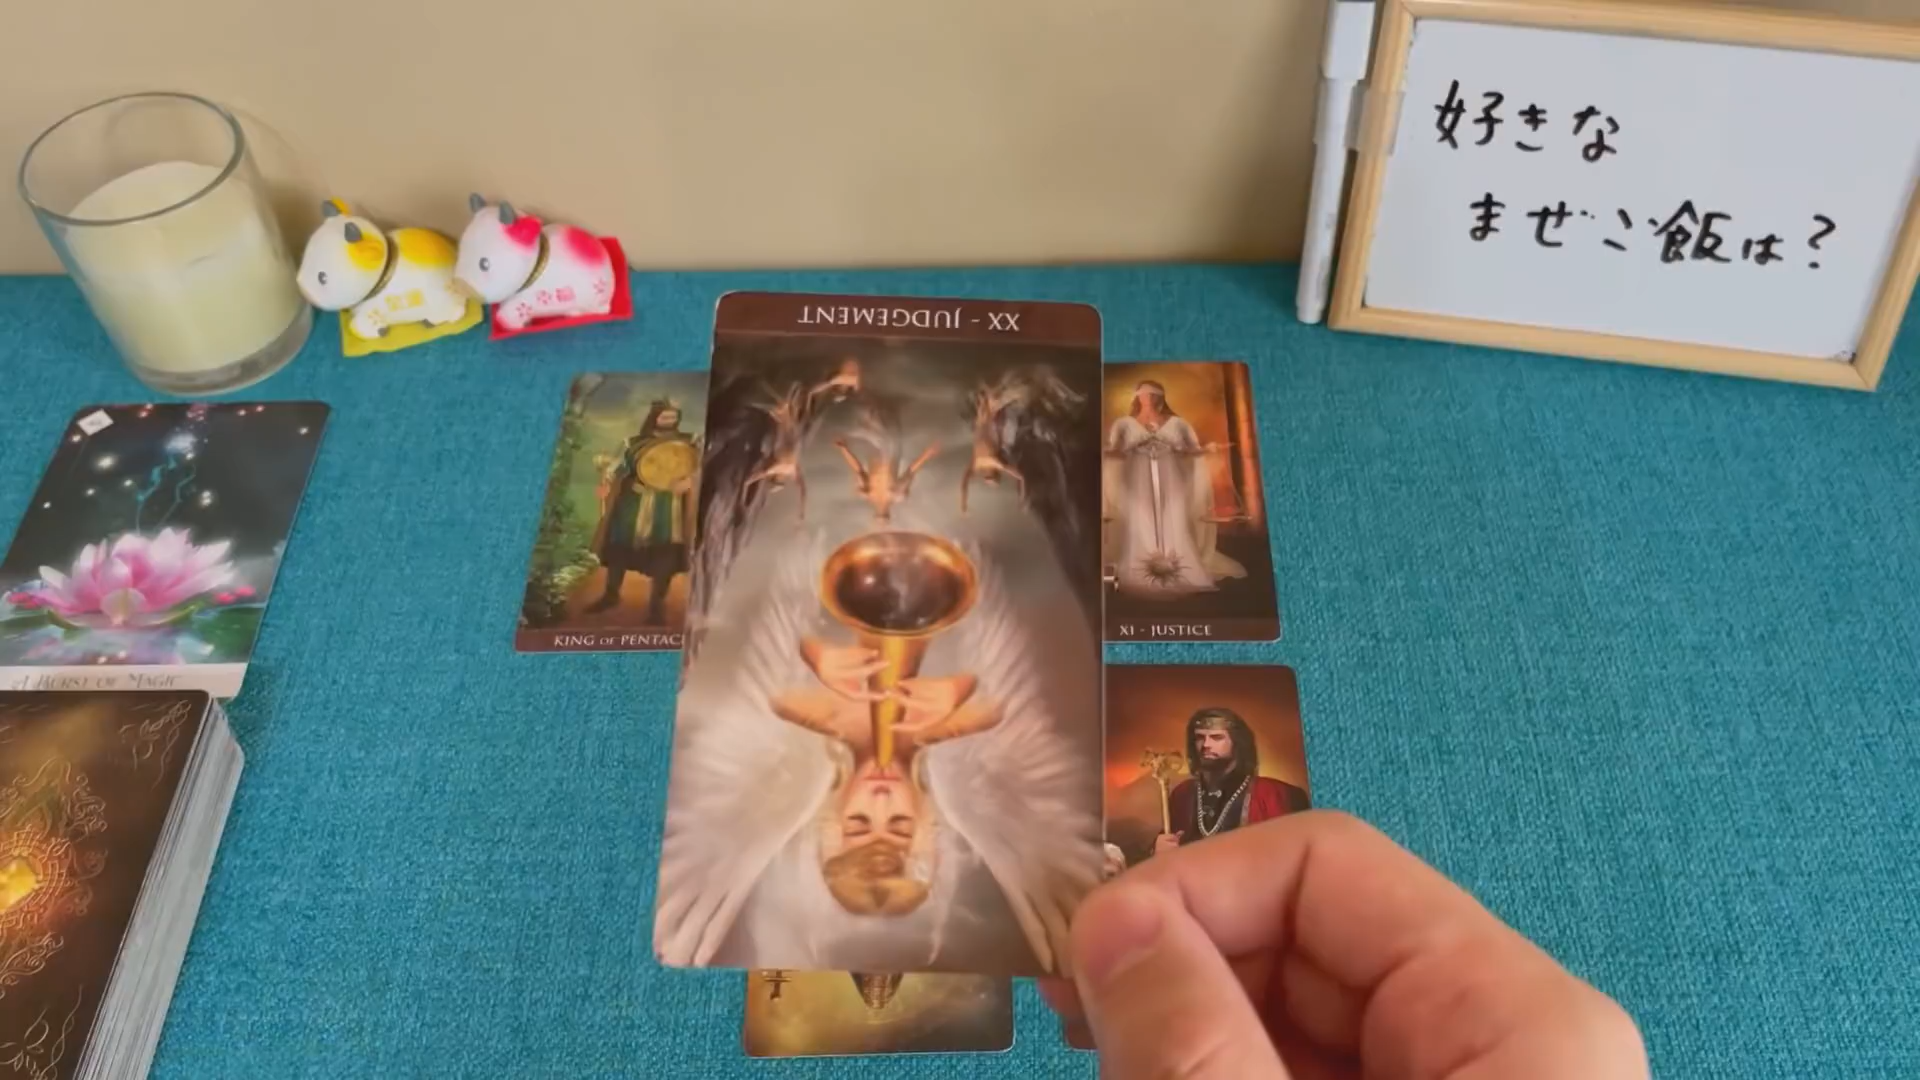 好きな
まぜご飯は?
XX - JUDGEMENT
KING OF PENTAC
XI - JUSTICE
A BURST OF MAGIC